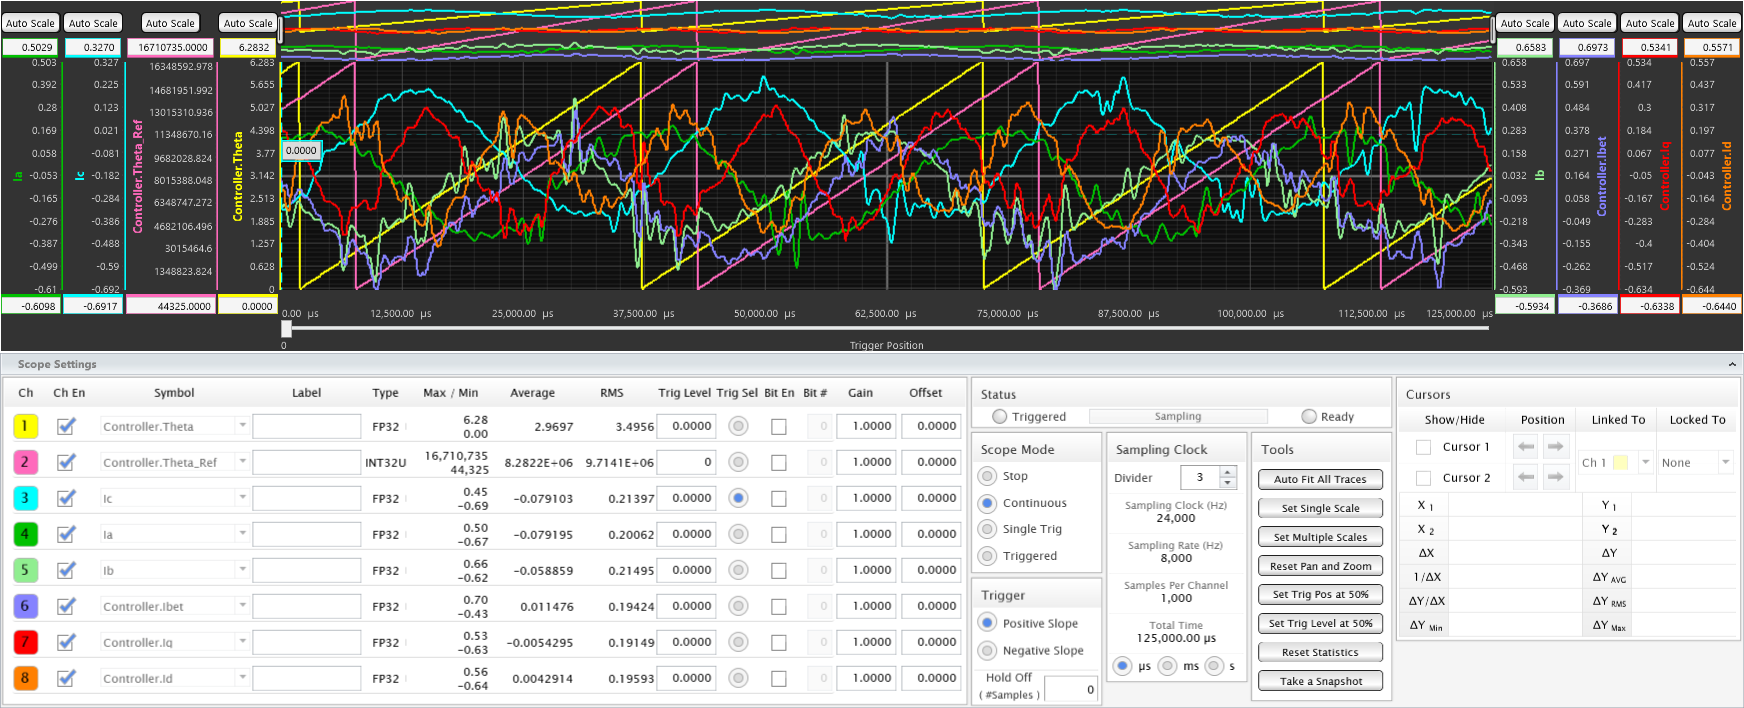 Auto Scale Auto Scale Auto Scale Auto Scale Auto Scale Auto Scale Auto Scale Auto Scale
0.5029 0.3270 16710735.0000 6.2832 0.6583 0.6973 0.5341 0.5571
0.503 0.327 16348592.978 6.283 0.658 0.697 0.534 0.557
0.392 0.225 14681951.992 5.655 0.533 0.591 0.417 0.437
0.28 0.123 13015310.936 5.027 0.408 0.484 0.3 0.317
0.169 0.021 11348670.16 4.398 0.283 0.378 0.184 0.197
0.058 -0.081 9682028.824 3.77 0.0000 0.158 0.271 0.067 0.077
-0.053 -0.182 8015388.048 3.142 0.032 0.164 -0.05 -0.043
-0.165 -0.284 6348747.272 2.513 -0.093 0.058 -0.167 -0.164
-0.276 -0.386 4682106.496 1.885 -0.218 -0.049 -0.283 -0.284
-0.387 -0.488 3015464.6 1.257 -0.343 -0.155 -0.4 -0.404
-0.499 -0.59 1348823.824 0.628 -0.468 -0.262 -0.517 -0.524
-0.61 -0.692 0 -0.593 -0.369 -0.634 -0.644
Ia Ic Controller.Theta_Ref Controller.Theta Ib Controller.Ibet Controller.Iq Controller.Id
-0.6098 -0.6917 44325.0000 0.0000 -0.5934 -0.3686 -0.6338 -0.6440
0.00 µs 12,500.00 µs 25,000.00 µs 37,500.00 µs 50,000.00 µs 62,500.00 µs 75,000.00 µs 87,500.00 µs 100,000.00 µs 112,500.00 µs 125,000.00 µs
0 Trigger Position
Scope Settings
Ch Ch En Symbol Label Type Max / Min Average RMS Trig Level Trig Sel Bit En Bit # Gain Offset
1 Controller.Theta FP32 6.28 0.00 2.9697 3.4956 0.0000 0 1.0000 0.0000
2 Controller.Theta_Ref INT32U 16,710,735 44,325 8.2822E+06 9.7141E+06 0 0 1.0000 0.0000
3 Ic FP32 0.45 -0.69 -0.079103 0.21397 0.0000 0 1.0000 0.0000
4 Ia FP32 0.50 -0.67 -0.079195 0.20062 0.0000 0 1.0000 0.0000
5 Ib FP32 0.66 -0.62 -0.058859 0.21495 0.0000 0 1.0000 0.0000
6 Controller.Ibet FP32 0.70 -0.43 0.011476 0.19424 0.0000 0 1.0000 0.0000
7 Controller.Iq FP32 0.53 -0.63 -0.0054295 0.19149 0.0000 0 1.0000 0.0000
8 Controller.Id FP32 0.56 -0.64 0.0042914 0.19593 0.0000 0 1.0000 0.0000
Status
Triggered Sampling Ready
Scope Mode
Stop
Continuous
Single Trig
Triggered
Trigger
Positive Slope
Negative Slope
Hold Off
( #Samples ) 0
Sampling Clock
Divider 3
Sampling Clock (Hz)
24,000
Sampling Rate (Hz)
8,000
Samples Per Channel
1,000
Total Time
125,000.00 µs
µs ms s
Tools
Auto Fit All Traces
Set Single Scale
Set Multiple Scales
Reset Pan and Zoom
Set Trig Pos at 50%
Set Trig Level at 50%
Reset Statistics
Take a Snapshot
Cursors
Show/Hide Position Linked To Locked To
Cursor 1
Ch 1 None
Cursor 2
X 1 Y 1
X 2 Y 2
ΔX ΔY
1/ΔX ΔY AVG
ΔY/ΔX ΔY RMS
ΔY Min ΔY Max